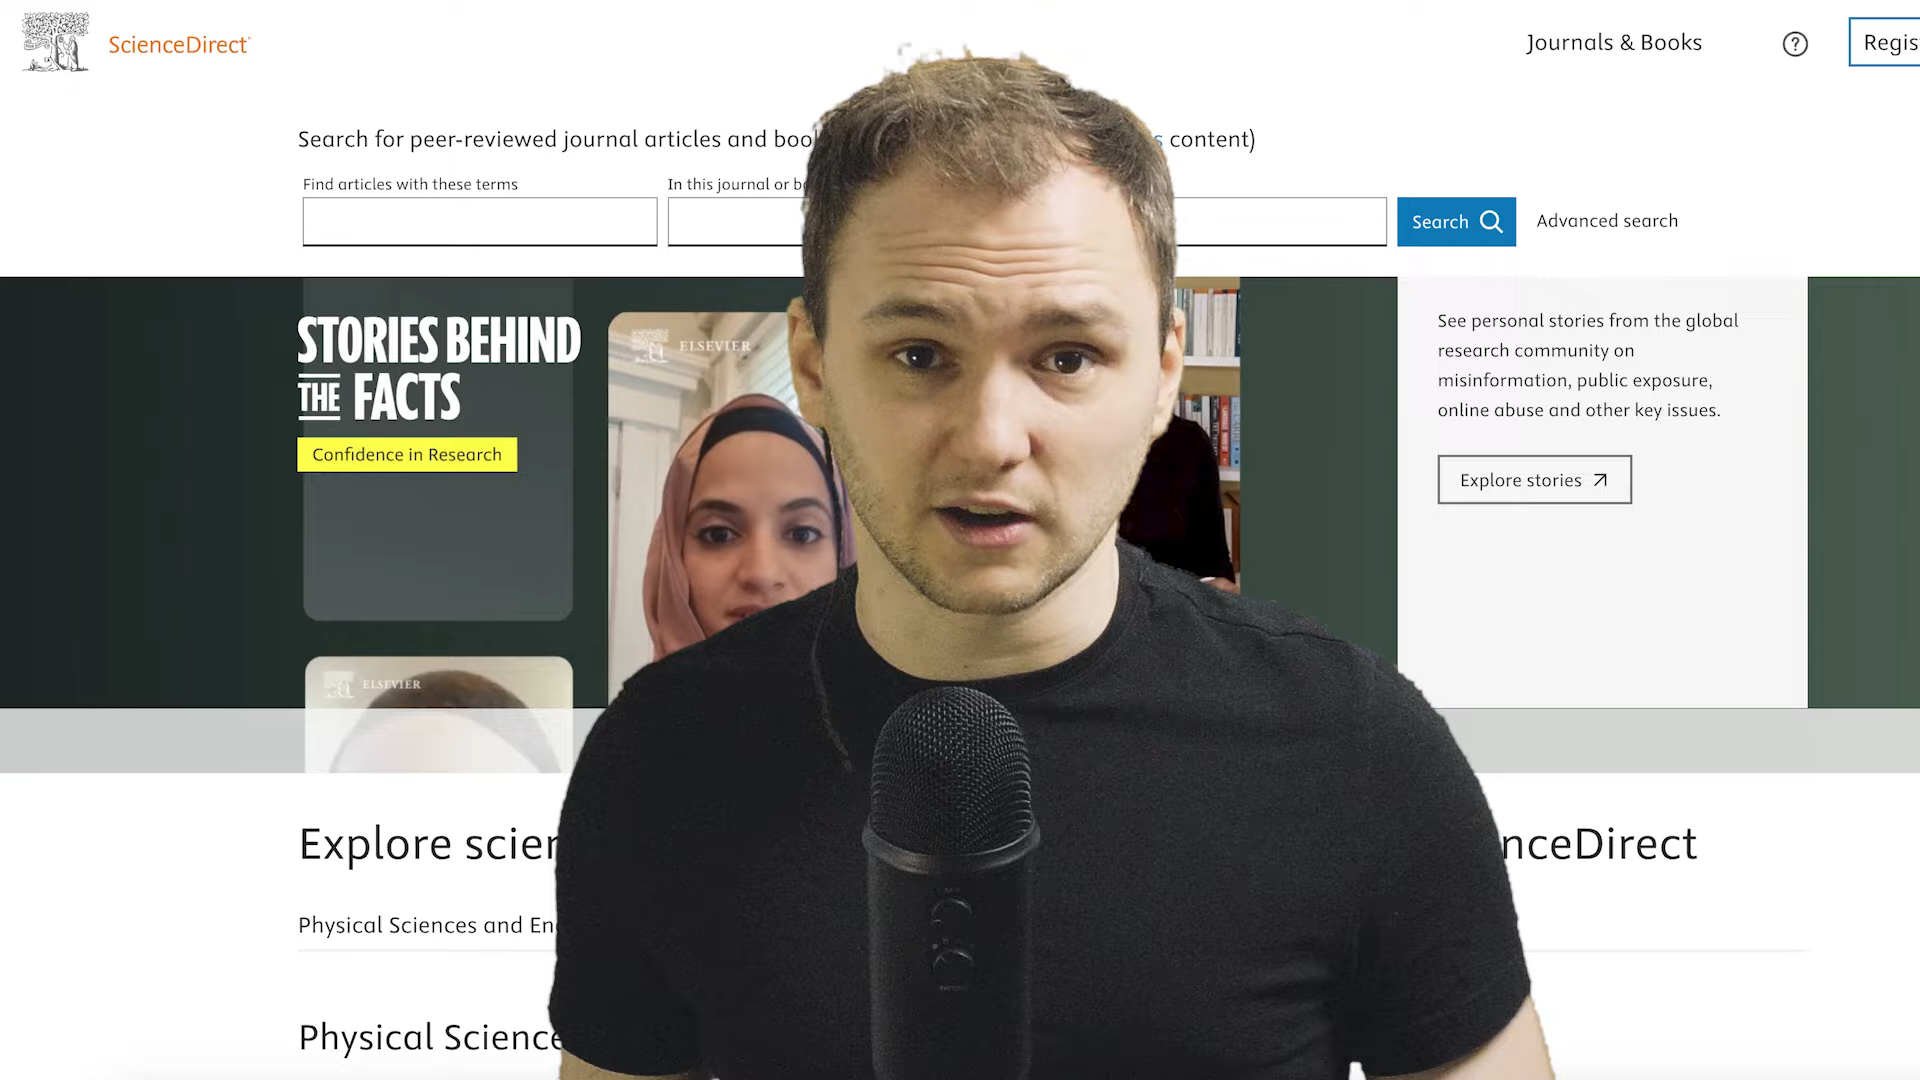 ScienceDirect
Journals & Books
?
Regis
Search for peer-reviewed journal articles and boo
s content)
Find articles with these terms
In this journal or bo
Search
Advanced search
STORIES BEHIND
THE FACTS
Confidence in Research
ELSEVIER
See personal stories from the global
research community on
misinformation, public exposure,
online abuse and other key issues.
Explore stories
ELSEVIER
Explore scien
nceDirect
Physical Sciences and En
Physical Science